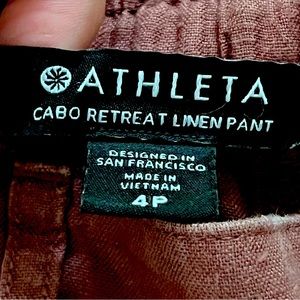 ATHLETA
CABO RETREAT LINEN PANT
DESIGNED IN
SAN FRANCISCO
MADE IN
VIETNAM
4P